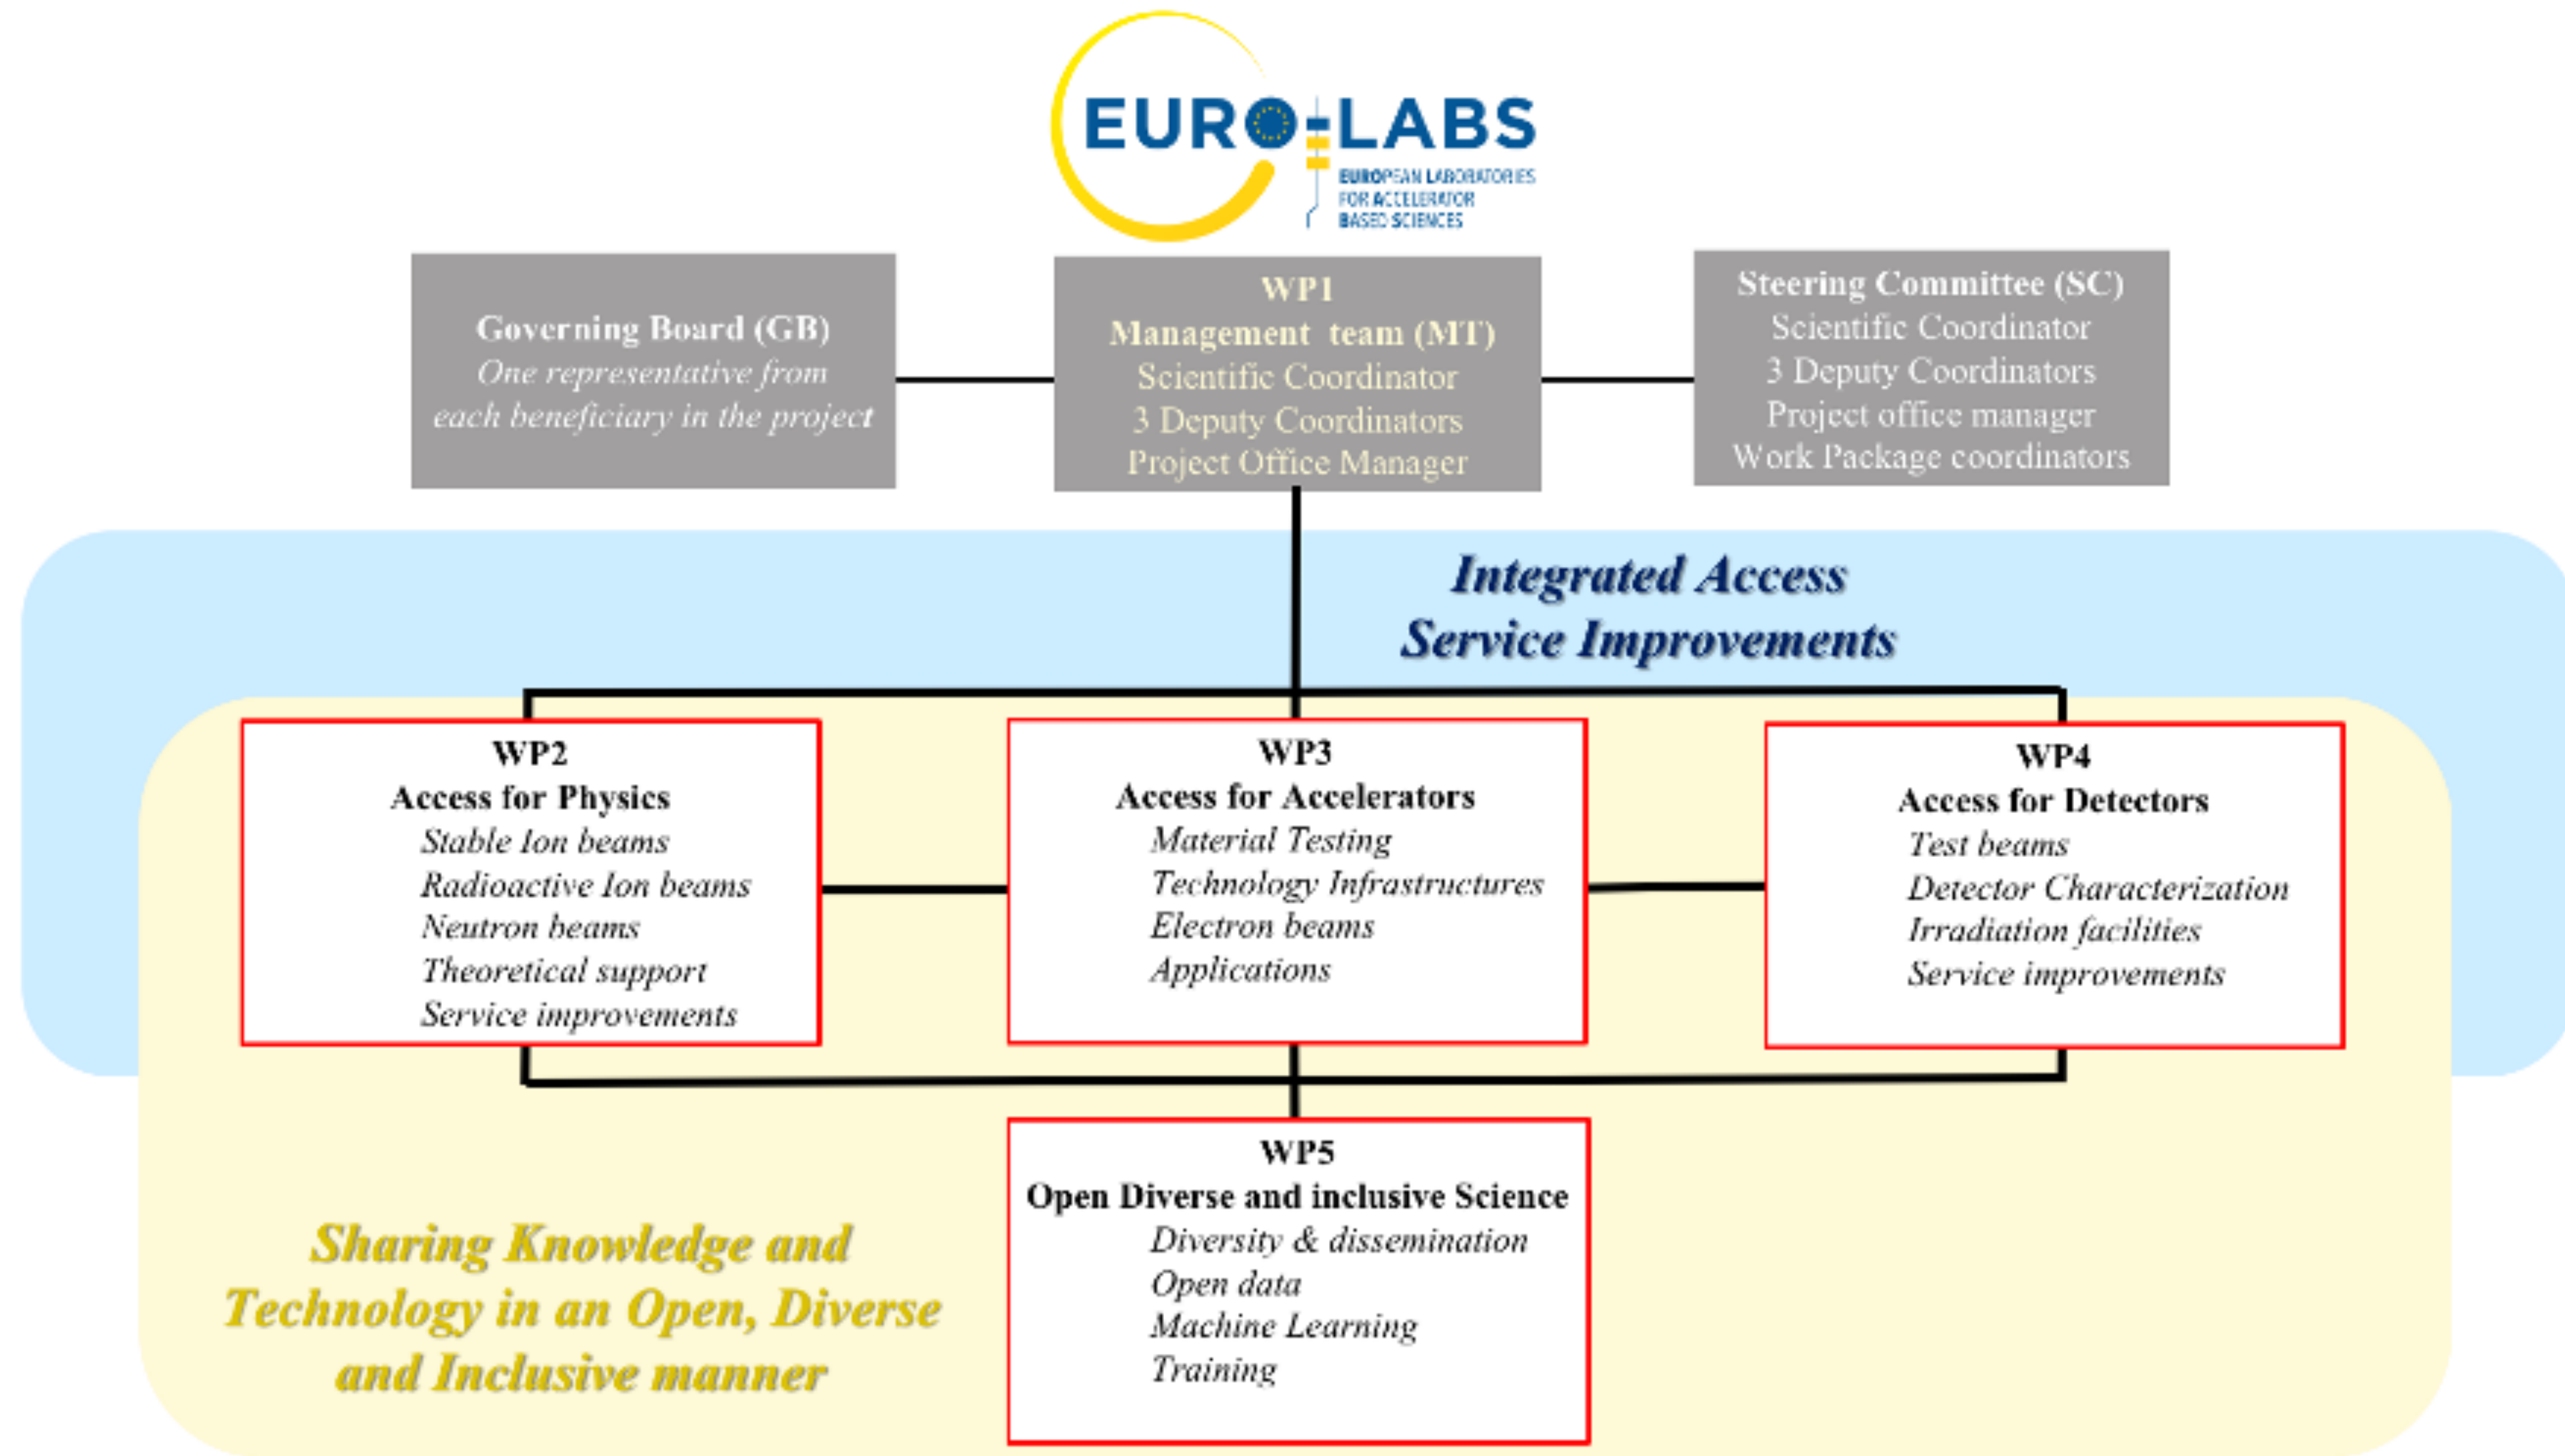 EURO-LABS
EUROPEAN LABORATORIES
FOR ACCELERATOR
BASED SCIENCES
Governing Board (GB)
One representative from
each beneficiary in the project
WP1
Management team (MT)
Scientific Coordinator
3 Deputy Coordinators
Project Office Manager
Steering Committee (SC)
Scientific Coordinator
3 Deputy Coordinators
Project office manager
Work Package coordinators
Integrated Access
Service Improvements
WP2
Access for Physics
Stable Ion beams
Radioactive Ion beams
Neutron beams
Theoretical support
Service improvements
WP3
Access for Accelerators
Material Testing
Technology Infrastructures
Electron beams
Applications
WP4
Access for Detectors
Test beams
Detector Characterization
Irradiation facilities
Service improvements
Sharing Knowledge and
Technology in an Open, Diverse
and Inclusive manner
WP5
Open Diverse and inclusive Science
Diversity & dissemination
Open data
Machine Learning
Training